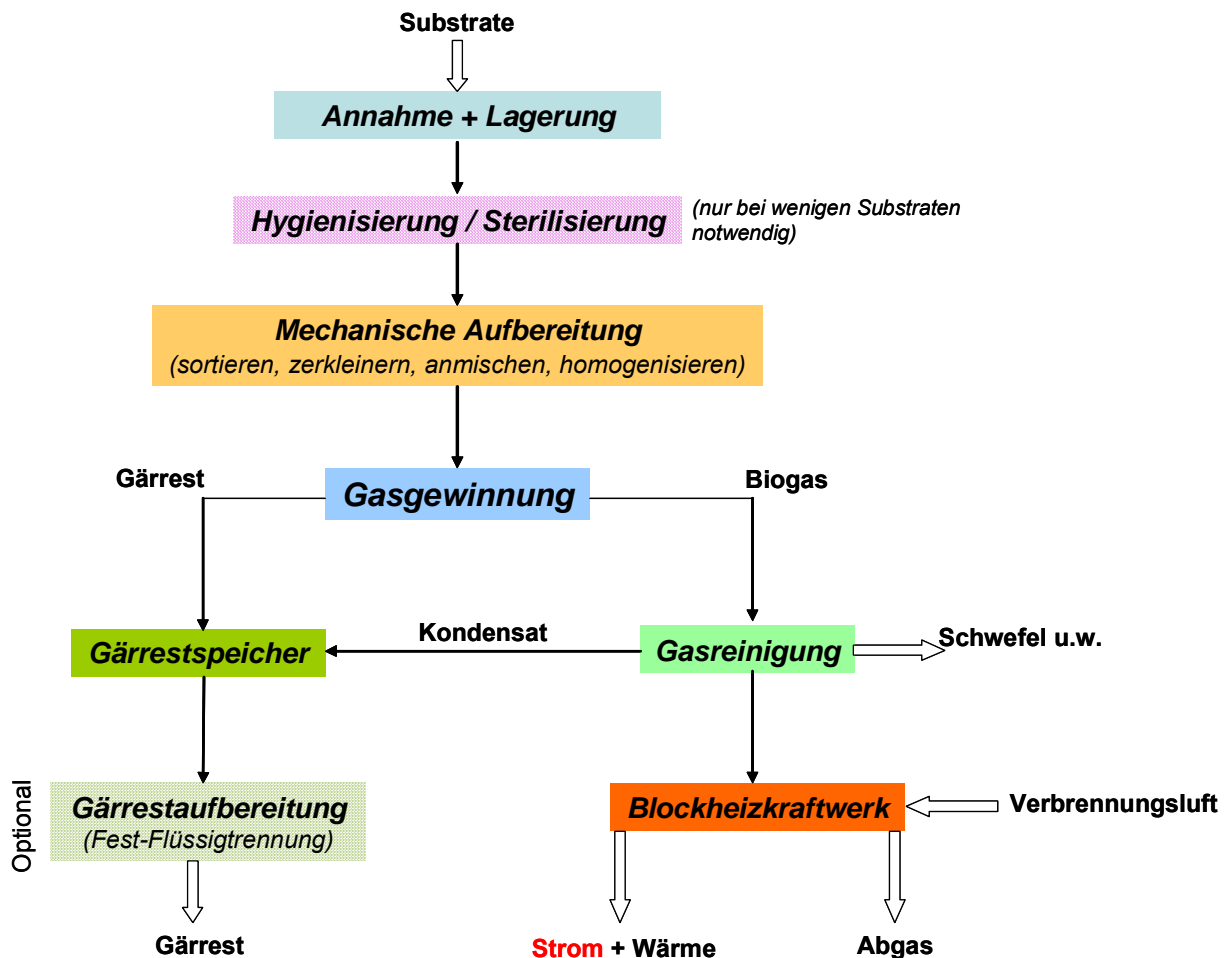 Substrate
Annahme + Lagerung
Hygienisierung / Sterilisierung
(nur bei wenigen Substraten
notwendig)
Mechanische Aufbereitung
(sortieren, zerkleinern, anmischen, homogenisieren)
Gärrest
Biogas
Gasgewinnung
Kondensat
Schwefel u.w.
Gärrestspeicher
Gasreinigung
Optional
Gärrestaufbereitung
(Fest-Flüssigtrennung)
Blockheizkraftwerk
Verbrennungsluft
Gärrest
Strom + Wärme
Abgas